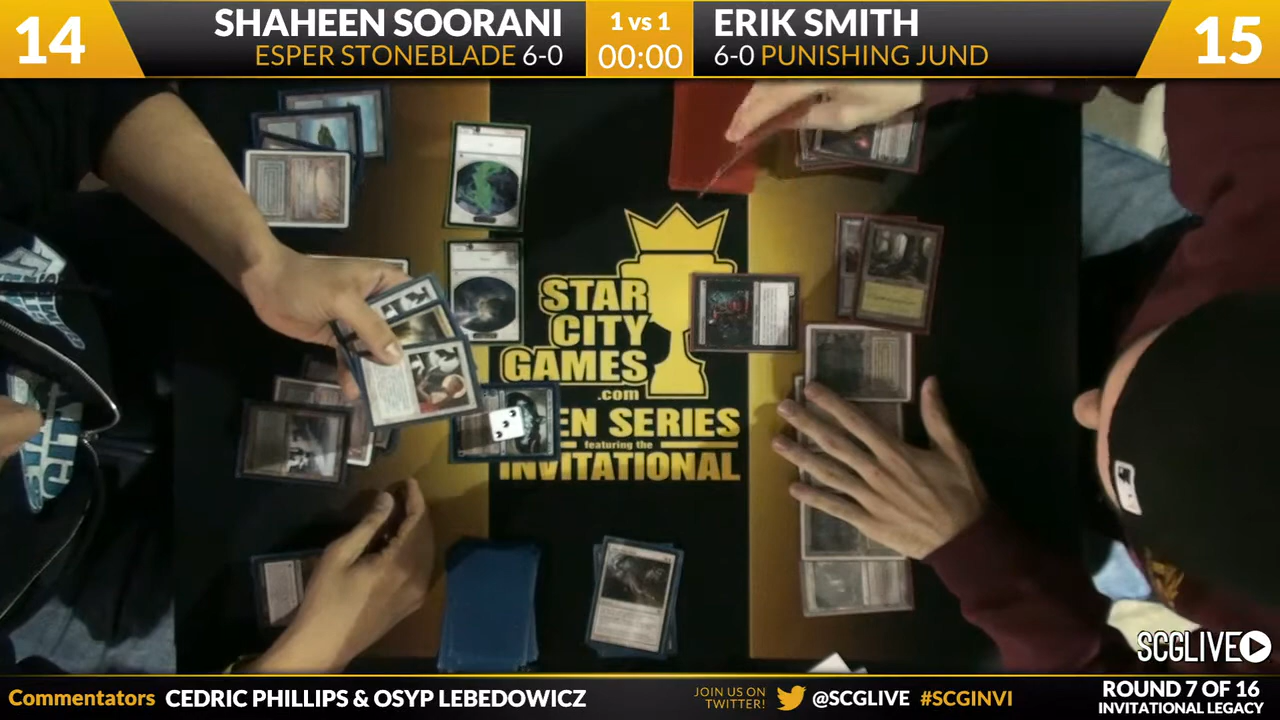 14
SHAHEEN SOORANI
ESPER STONEBLADE 6-0
1 vs 1
00:00
ERIK SMITH
6-0 PUNISHING JUND
15
STAR
CITY
GAMES
.com
EN SERIES
featuring the
INVITATIONAL
SCGLIVE
Commentators CEDRIC PHILLIPS & OSYP LEBEDOWICZ
JOIN US ON
TWITTER!
@SCGLIVE #SCGINVI
ROUND 7 OF 16
INVITATIONAL LEGACY